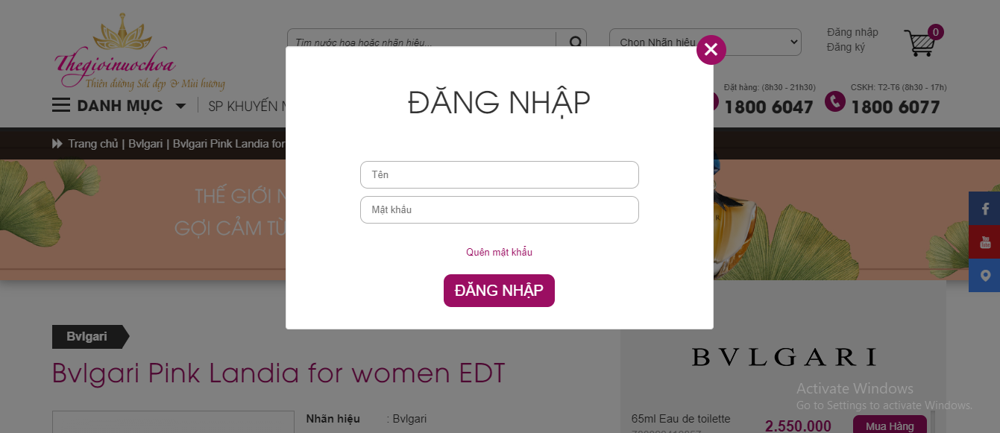 Thegioinuochoa
Thiên đường Sắc đẹp & Mùi hương
Tìm nước hoa hoặc nhãn hiệu...
Chọn Nhãn hiệu
Đăng nhập
Đăng ký
0
DANH MỤC
SP KHUYẾN
Đặt hàng: (8h30 - 21h30)
1800 6047
CSKH: T2-T6 (8h30 - 17h)
1800 6077
Trang chủ | Bvlgari | Bvlgari Pink Landia for
THẾ GIỚI
GỢI CẢM TỪ
ĐĂNG NHẬP
Tên
Mật khẩu
Quên mật khẩu
ĐĂNG NHẬP
Bvlgari
Bvlgari Pink Landia for women EDT
BVLGARI
Activate Windows
Go to Settings to activate Windows.
Nhãn hiệu : Bvlgari
65ml Eau de toilette
2.550.000
Mua Hàng